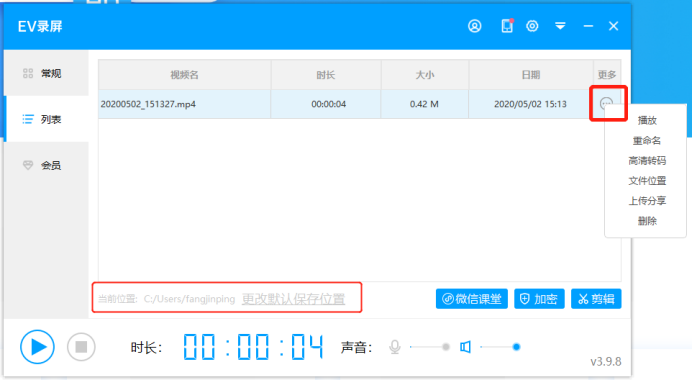 EV录屏
常规
列表
会员
视频名 时长 大小 日期 更多
20200502_151327.mp4 00:00:04 0.42 M 2020/05/02 15:13
播放
重命名
高清转码
文件位置
上传分享
删除
当前位置: C:/Users/fangjinping 更改默认保存位置
微信课堂 加密 剪辑
时长: 00:00:04 声音:
v3.9.8